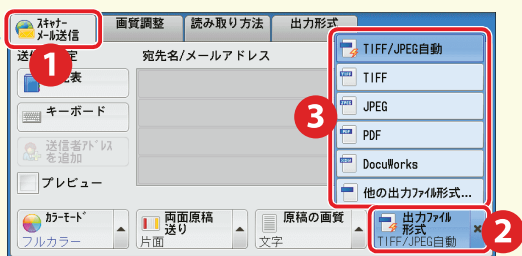 スキャナー
メール送信
画質調整
読み取り方法
出力形式
1
宛先名/メールアドレス
キーボード
送信者アドレス
を追加
プレビュー
3
TIFF/JPEG自動
TIFF
JPEG
PDF
DocuWorks
他の出力ファイル形式...
カラーモード
フルカラー
両面原稿
送り
片面
原稿の画質
文字
出力ファイル
形式
TIFF/JPEG自動
2